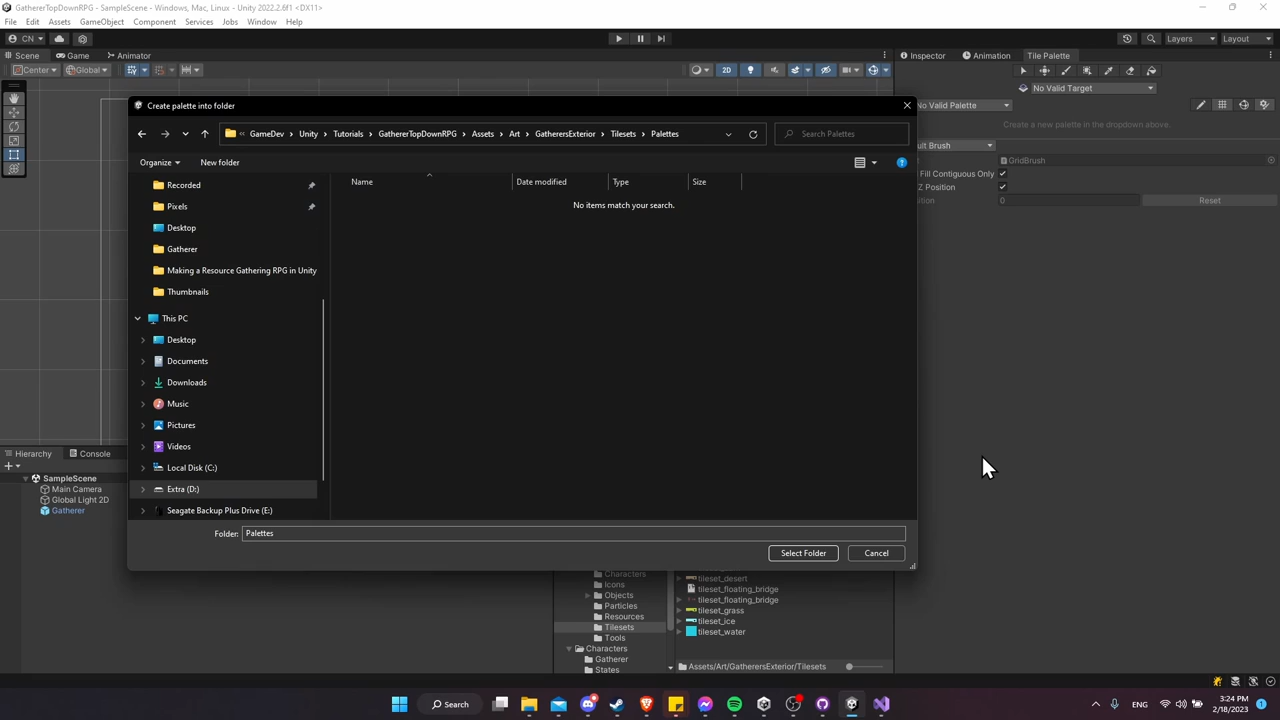 GathererTopDownRPG - SampleScene - Windows, Mac, Linux - Unity 2022.2.6f1 <DX11>
File Edit Assets GameObject Component Services Jobs Window Help
CN
Layers Layout
Scene Game Animator
Inspector Animation Tile Palette
Center Global
2D
No Valid Target
Create palette into folder
No Valid Palette
GameDev Unity Tutorials GathererTopDownRPG Assets Art GatherersExterior Tilesets Palettes
Search Palettes
Create a new palette in the dropdown above.
ult Brush
Organize New folder
GridBrush
Fill Contiguous Only
Name Date modified Type Size
Z Position
ition 0 Reset
No items match your search.
Recorded
Pixels
Desktop
Gatherer
Making a Resource Gathering RPG in Unity
Thumbnails
This PC
Desktop
Documents
Downloads
Music
Pictures
Videos
Local Disk (C:)
Extra (D:)
Seagate Backup Plus Drive (E:)
Folder: Palettes
Select Folder Cancel
Hierarchy Console
SampleScene
Main Camera
Global Light 2D
Gatherer
Characters
Icons
Objects
Particles
Resources
Tilesets
Tools
Characters
Gatherer
States
tileset_desert
tileset_floating_bridge
tileset_floating_bridge
tileset_grass
tileset_ice
tileset_water
Assets/Art/GatherersExterior/Tilesets
Search
ENG
3:24 PM
2/18/2023